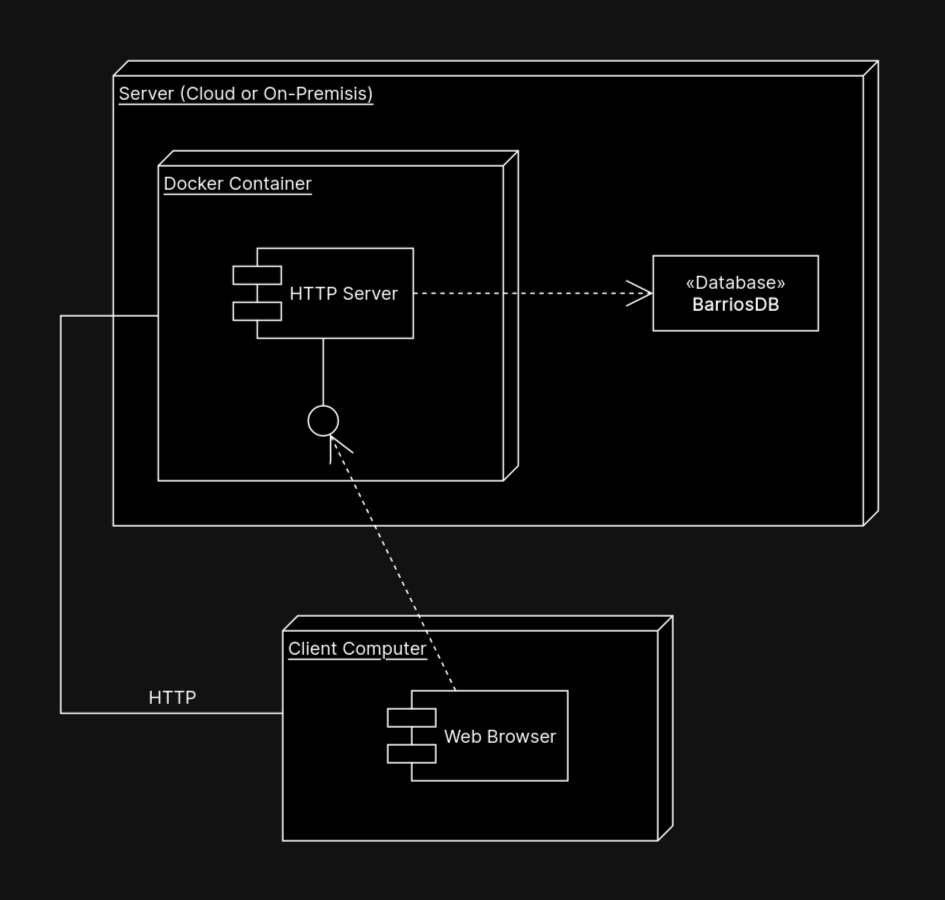 Server (Cloud or On-Premisis)
Docker Container
HTTP Server
«Database»
BarriosDB
Client Computer
HTTP
Web Browser